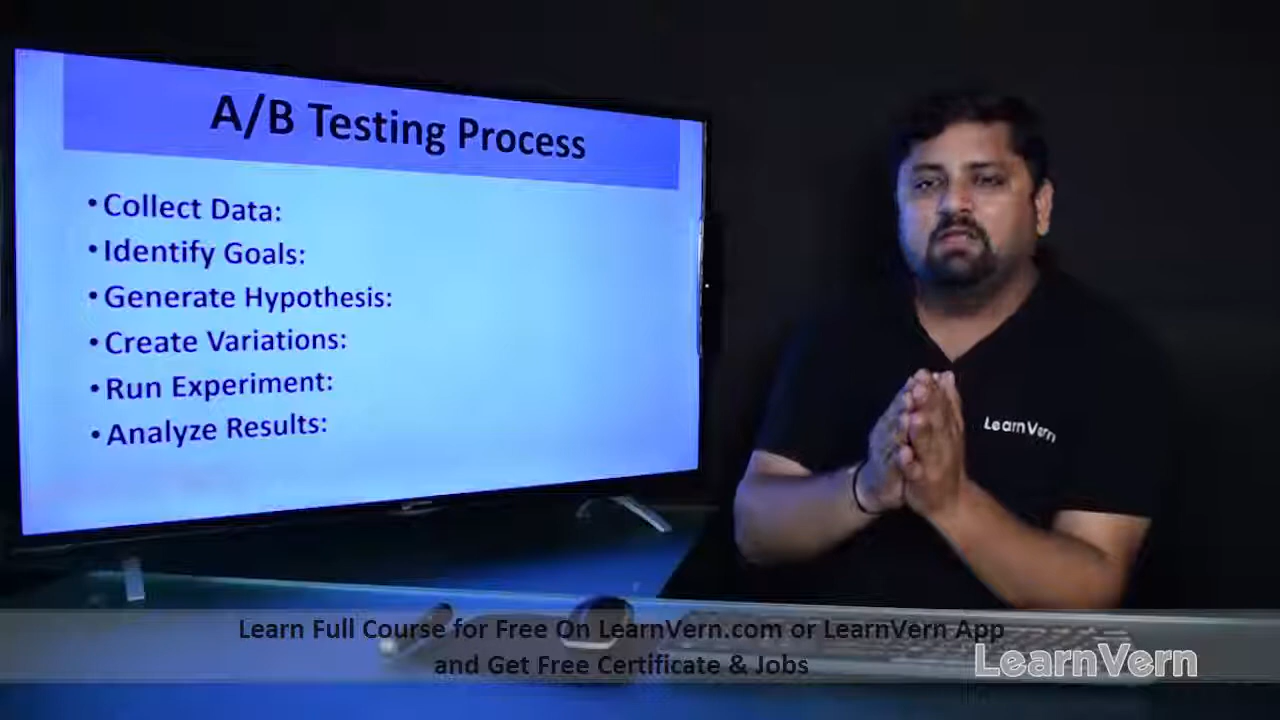 A/B Testing Process
• Collect Data:
• Identify Goals:
• Generate Hypothesis:
• Create Variations:
• Run Experiment:
• Analyze Results:
LearnVern
Learn Full Course for Free On LearnVern.com or LearnVern App
and Get Free Certificate & Jobs
LearnVern